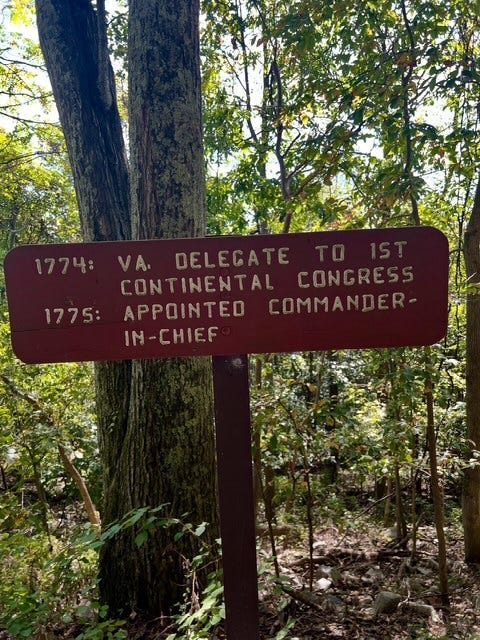 1774: VA. DELEGATE TO 1ST
CONTINENTAL CONGRESS
1775: APPOINTED COMMANDER-
IN-CHIEF